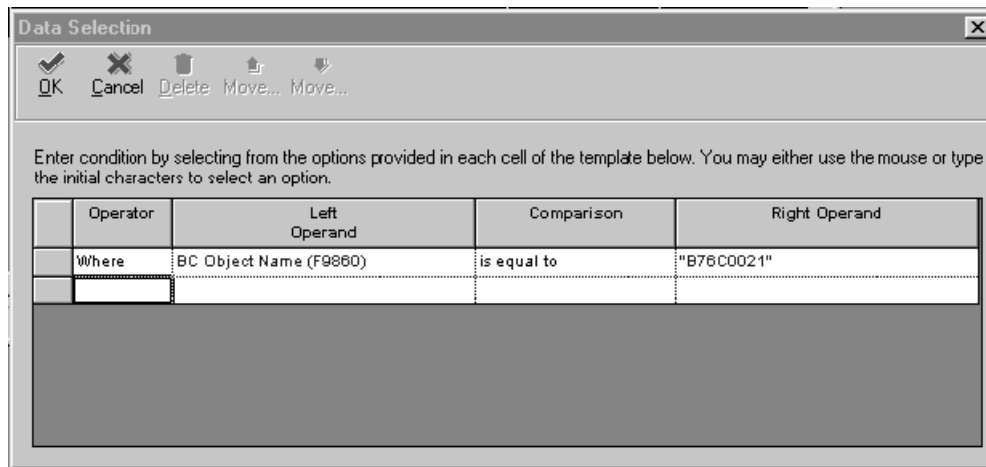 Data Selection
OK Cancel Delete Move... Move...
Enter condition by selecting from the options provided in each cell of the template below. You may either use the mouse or type
the initial characters to select an option.
Operator Left Operand Comparison Right Operand
Where BC Object Name (F9860) is equal to "B76C0021"